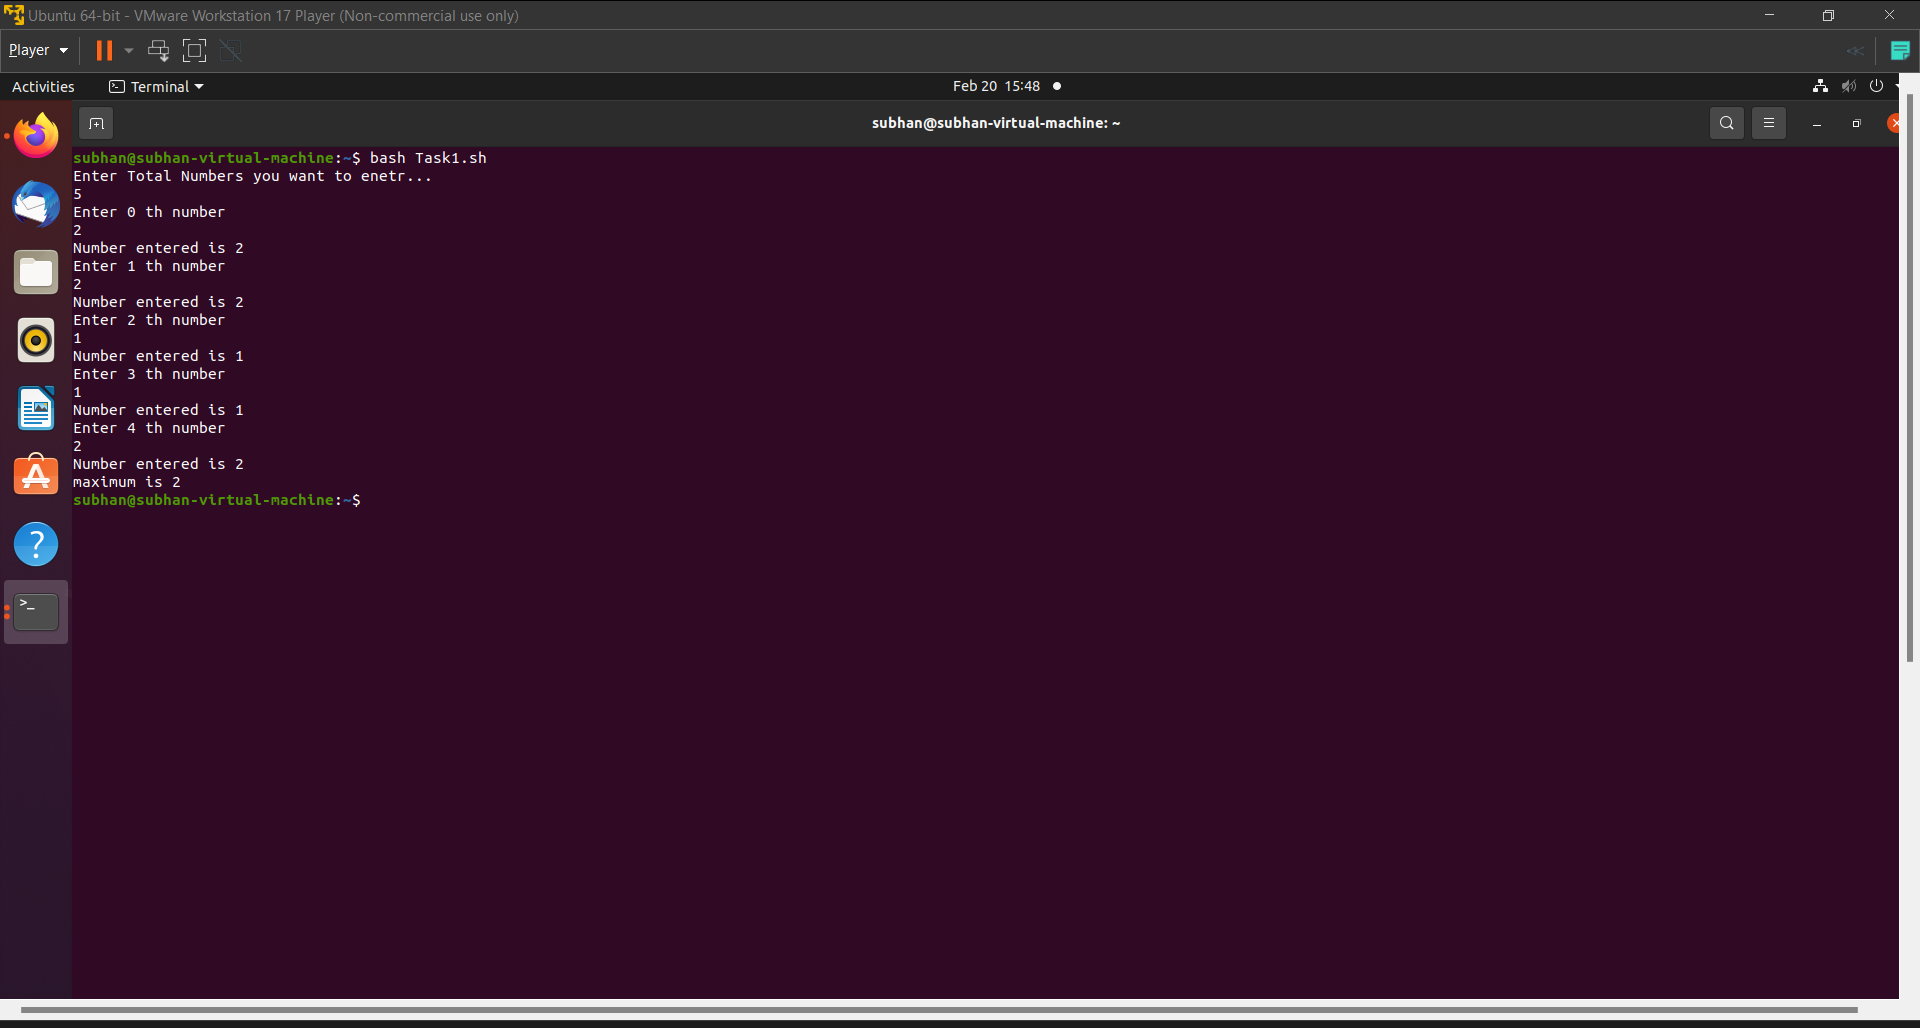 Ubuntu 64-bit - VMware Workstation 17 Player (Non-commercial use only)
Player
Activities
Terminal
Feb 20 15:48
subhan@subhan-virtual-machine: ~
subhan@subhan-virtual-machine:~$ bash Task1.sh
Enter Total Numbers you want to enetr...
5
Enter 0 th number
2
Number entered is 2
Enter 1 th number
2
Number entered is 2
Enter 2 th number
1
Number entered is 1
Enter 3 th number
1
Number entered is 1
Enter 4 th number
2
Number entered is 2
maximum is 2
subhan@subhan-virtual-machine:~$